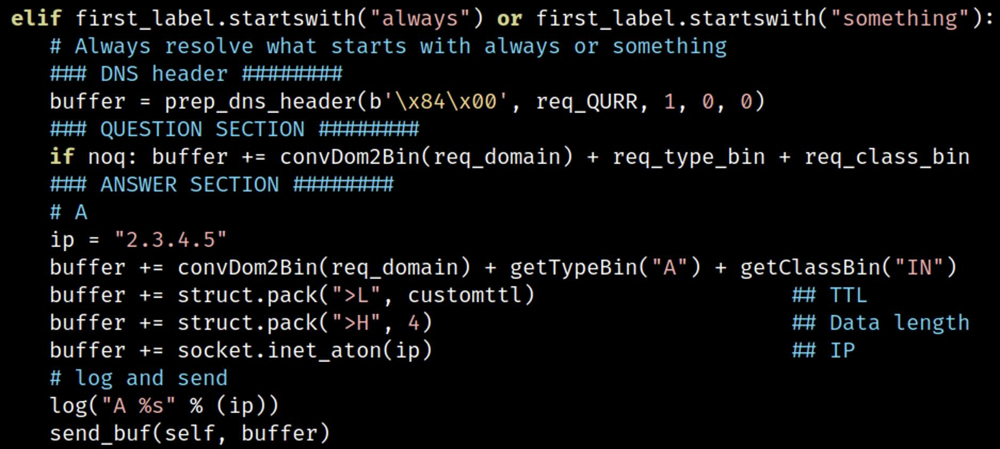 elif first_label.startswith("always") or first_label.startswith("something"):
   # Always resolve what starts with always or something
   ### DNS header ########
   buffer = prep_dns_header(b'\x84\x00', req_QURR, 1, 0, 0)
   ### QUESTION SECTION ########
   if noq: buffer += convDom2Bin(req_domain) + req_type_bin + req_class_bin
   ### ANSWER SECTION ########
   # A
   ip = "2.3.4.5"
   buffer += convDom2Bin(req_domain) + getTypeBin("A") + getClassBin("IN")
   buffer += struct.pack(">L", customttl)                    ## TTL
   buffer += struct.pack(">H", 4)                            ## Data length
   buffer += socket.inet_aton(ip)                            ## IP
   # log and send
   log("A %s" % (ip))
   send_buf(self, buffer)